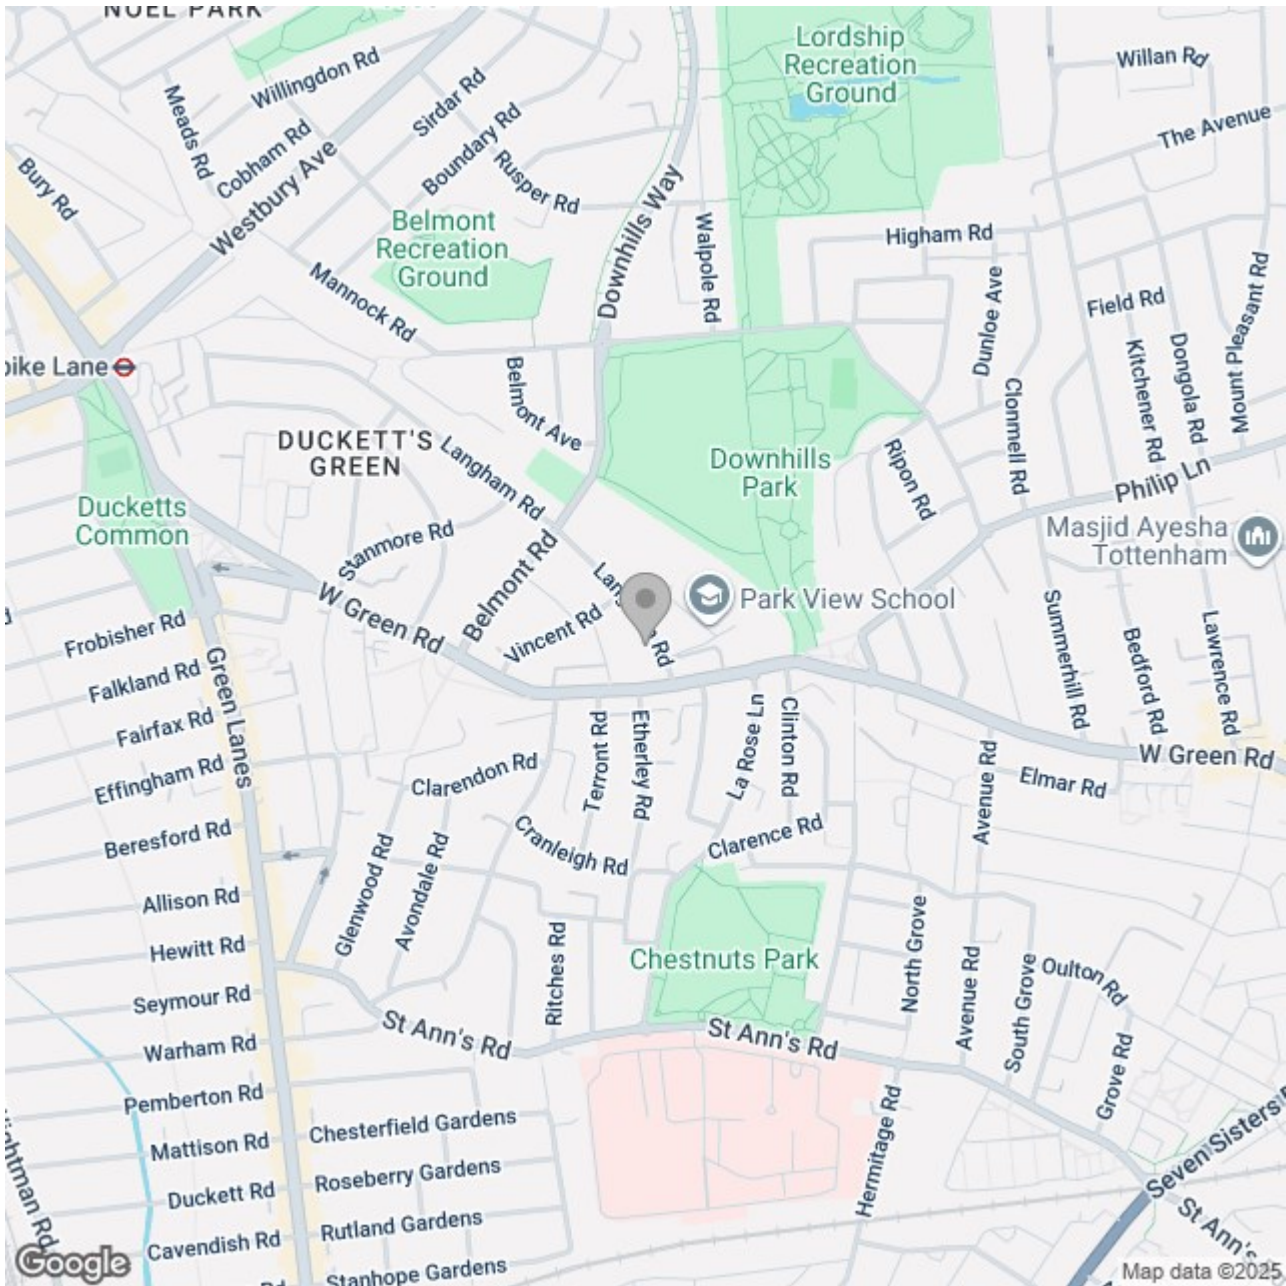 NOEL PARK
Willingdon Rd
Meads Rd
Cobham Rd
Westbury Ave
Sirdar Rd
Boundary Rd
Rusper Rd
Bury Rd
Lordship
Recreation
Ground
Willan Rd
The Avenue
Belmont
Recreation
Ground
Downhills Way
Walpole Rd
Higham Rd
Mannock Rd
Dunloe Ave
Field Rd
Kitchener Rd
Dongola Rd
Mount Pleasant Rd
pike Lane
Belmont Ave
Clonmell Rd
DUCKETT'S
GREEN
Langham Rd
Downhills
Park
Ripon Rd
Philip Ln
Ducketts
Common
Stanmore Rd
Belmont Rd
Masjid Ayesha
Tottenham
W Green Rd
Vincent Rd
Park View School
Frobisher Rd
Falkland Rd
Fairfax Rd
Effingham Rd
Beresford Rd
Green Lanes
Summerhill Rd
Bedford Rd
Lawrence Rd
W Green Rd
Clarendon Rd
Terront Rd
Etherley Rd
La Rose Ln
Clinton Rd
Avenue Rd
Elmar Rd
Cranleigh Rd
Clarence Rd
Allison Rd
Hewitt Rd
Seymour Rd
Warham Rd
Glenwood Rd
Avondale Rd
Ritches Rd
Chestnuts Park
North Grove
Avenue Rd
South Grove
Oulton Rd
Grove Rd
St Ann's Rd
St Ann's Rd
Pemberton Rd
Mattison Rd
Duckett Rd
Cavendish Rd
Chesterfield Gardens
Roseberry Gardens
Rutland Gardens
Stanhope Gardens
Hermitage Rd
Seven Sisters
St Ann's
ightman Rd
Google
Map data ©2025